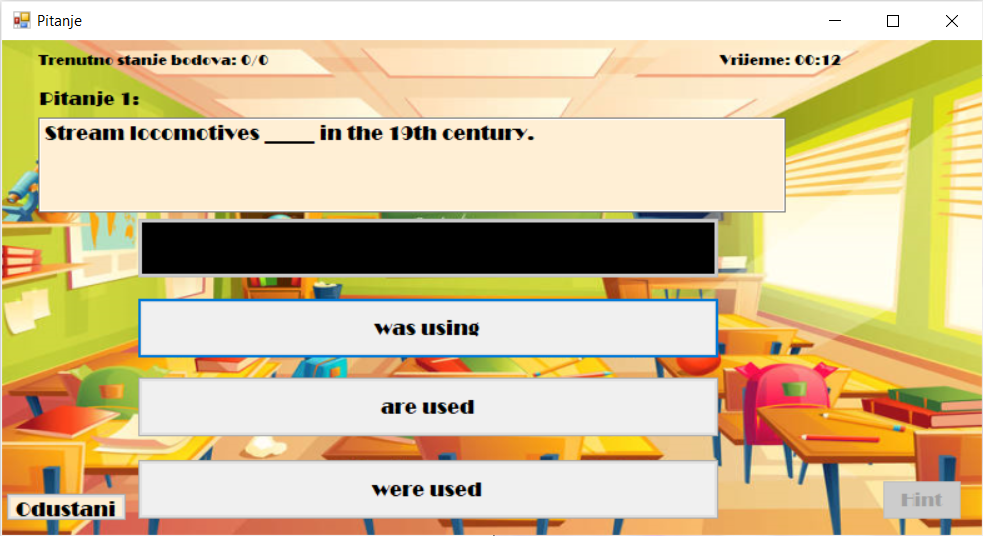 Pitanje
Trenutno stanje bodova: 0/0
Vrijeme: 00:12
Pitanje 1:
Stream locomotives ____ in the 19th century.
was using
are used
were used
Odustani
Hint